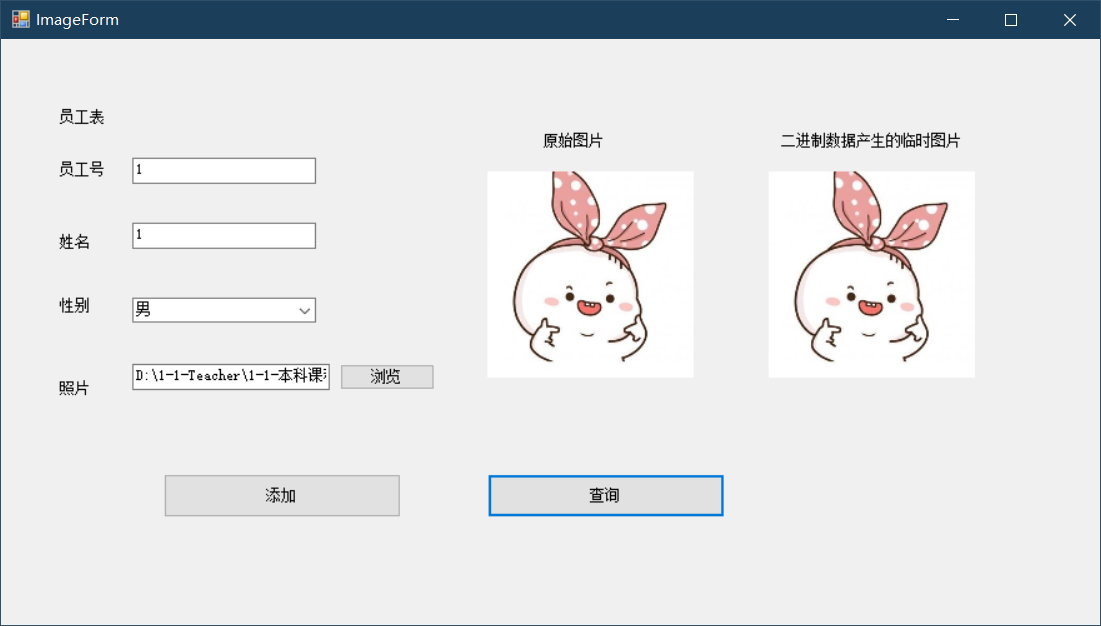 ImageForm
员工表
员工号 1
姓名 1
性别 男
照片 D:\1-1-Teacher\1-1-本科课 浏览
原始图片
二进制数据产生的临时图片
添加
查询